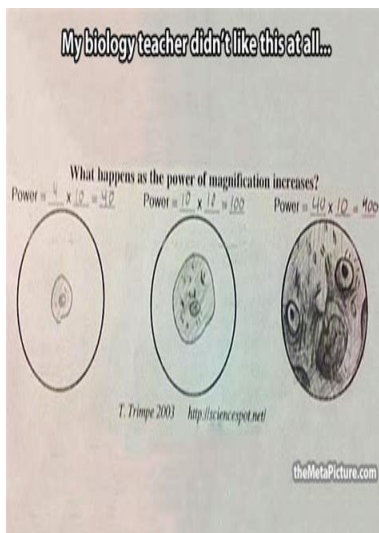 My biology teacher didn't like this at all...
What happens as the power of magnification increases?
Power = 4 x 10 = 40 Power = 10 x 10 = 100 Power = 40 x 10 = 400
T. Trimpe 2003 http://sciencespot.net/
theMetaPicture.com